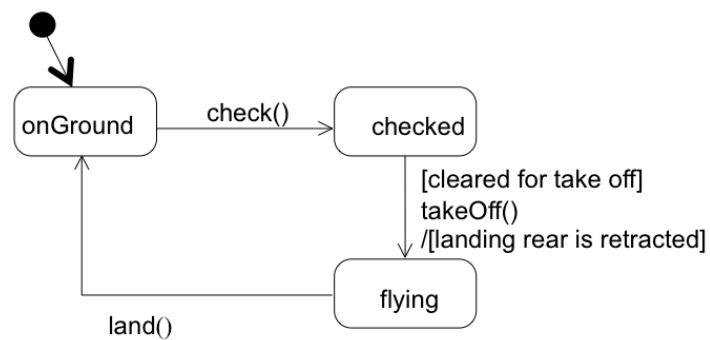 onGround
check()
checked
[cleared for take off]
takeOff()
/[landing rear is retracted]
flying
land()